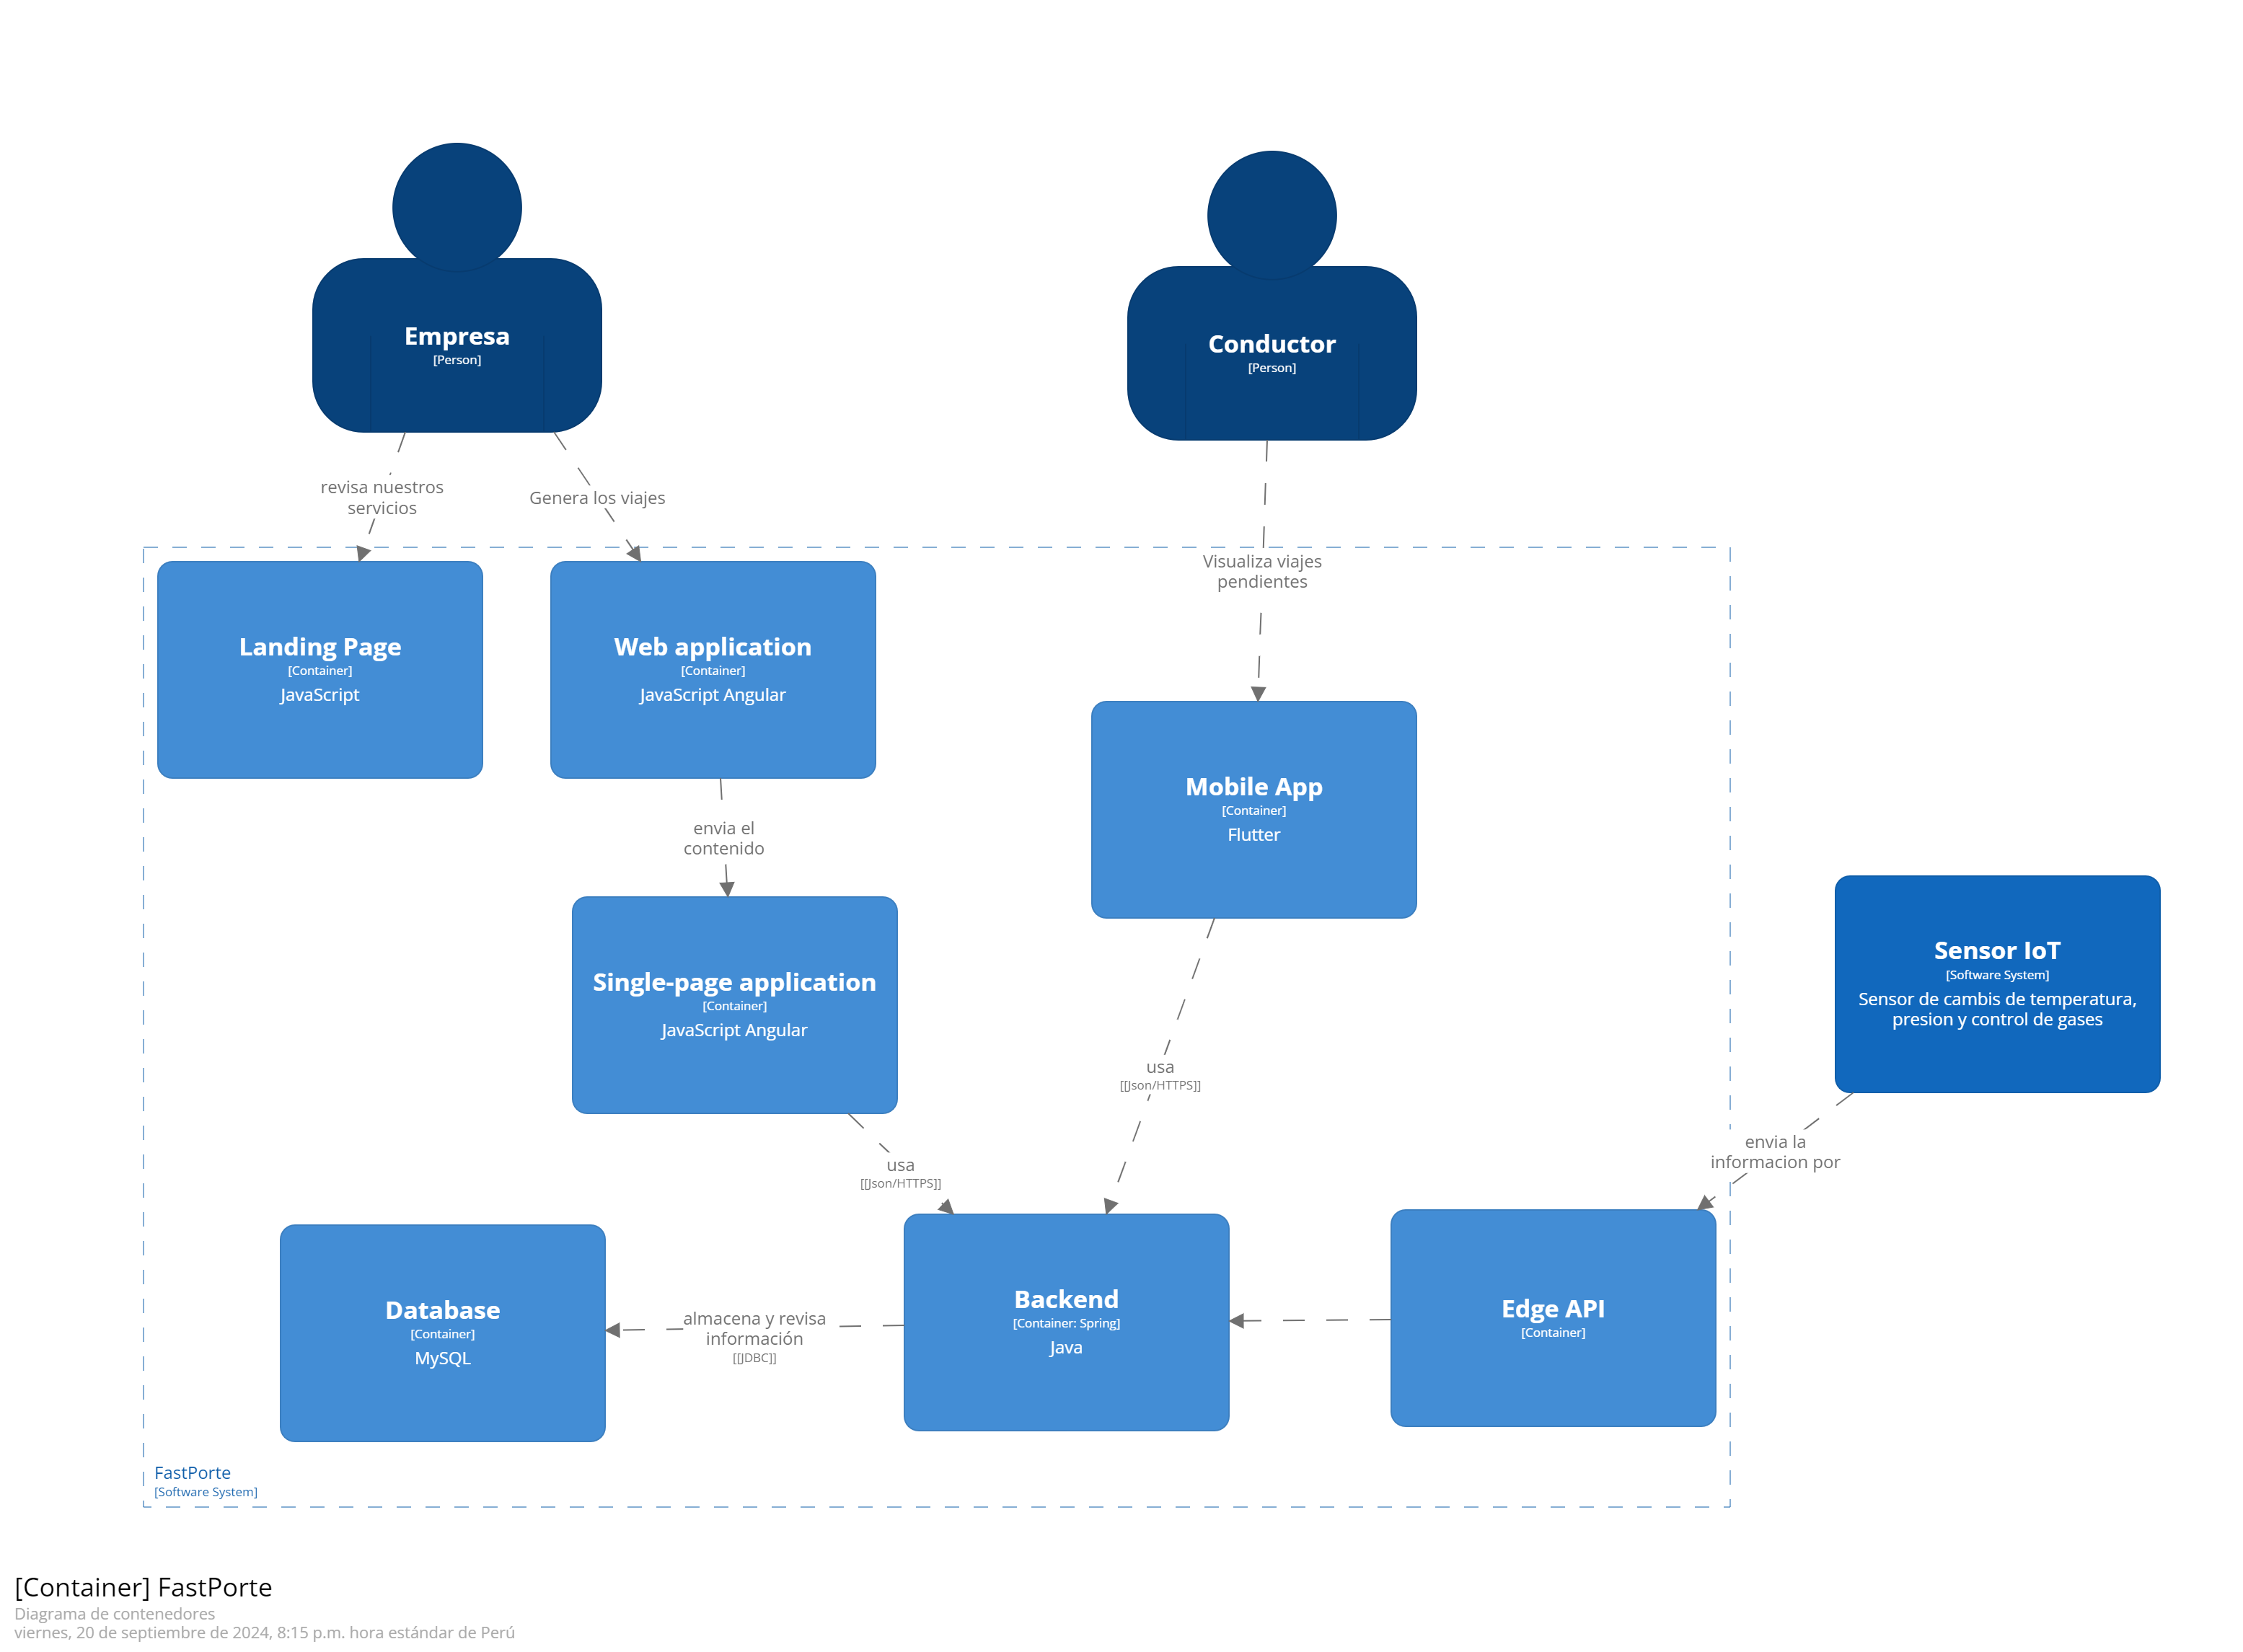 Empresa
[Person]
Conductor
[Person]
revisa nuestros
servicios
Genera los viajes
Visualiza viajes
pendientes
Landing Page
[Container]
JavaScript
Web application
[Container]
JavaScript Angular
Mobile App
[Container]
Flutter
envia el
contenido
Single-page application
[Container]
JavaScript Angular
Sensor IoT
[Software System]
Sensor de cambis de temperatura,
presion y control de gases
usa
[[Json/HTTPS]]
envia la
informacion por
usa
[[Json/HTTPS]]
Database
[Container]
MySQL
almacena y revisa
información
[[JDBC]]
Backend
[Container: Spring]
Java
Edge API
[Container]
FastPorte
[Software System]
[Container] FastPorte
Diagrama de contenedores
viernes, 20 de septiembre de 2024, 8:15 p.m. hora estándar de Perú